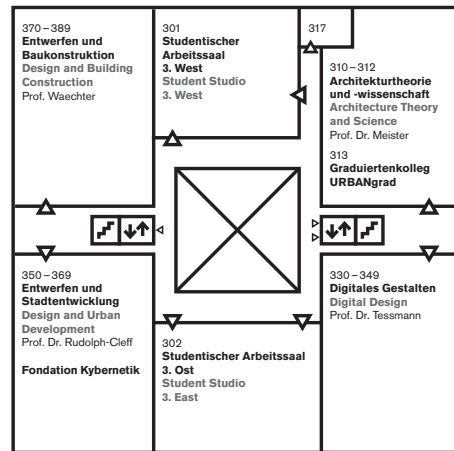 370–389
Entwerfen und
Baukonstruktion
Design and Building
Construction
Prof. Waechter
301
Studentischer
Arbeitssaal
3. West
Student Studio
3. West
317
310–312
Architekturtheorie
und -wissenschaft
Architecture Theory
and Science
Prof. Dr. Meister
313
Graduiertenkolleg
URBANgrad
350–369
Entwerfen und
Stadtentwicklung
Design and Urban
Development
Prof. Dr. Rudolph-Cleff
Fondation Kybernetik
302
Studentischer Arbeitssaal
3. Ost
Student Studio
3. East
330–349
Digitales Gestalten
Digital Design
Prof. Dr. Tessmann